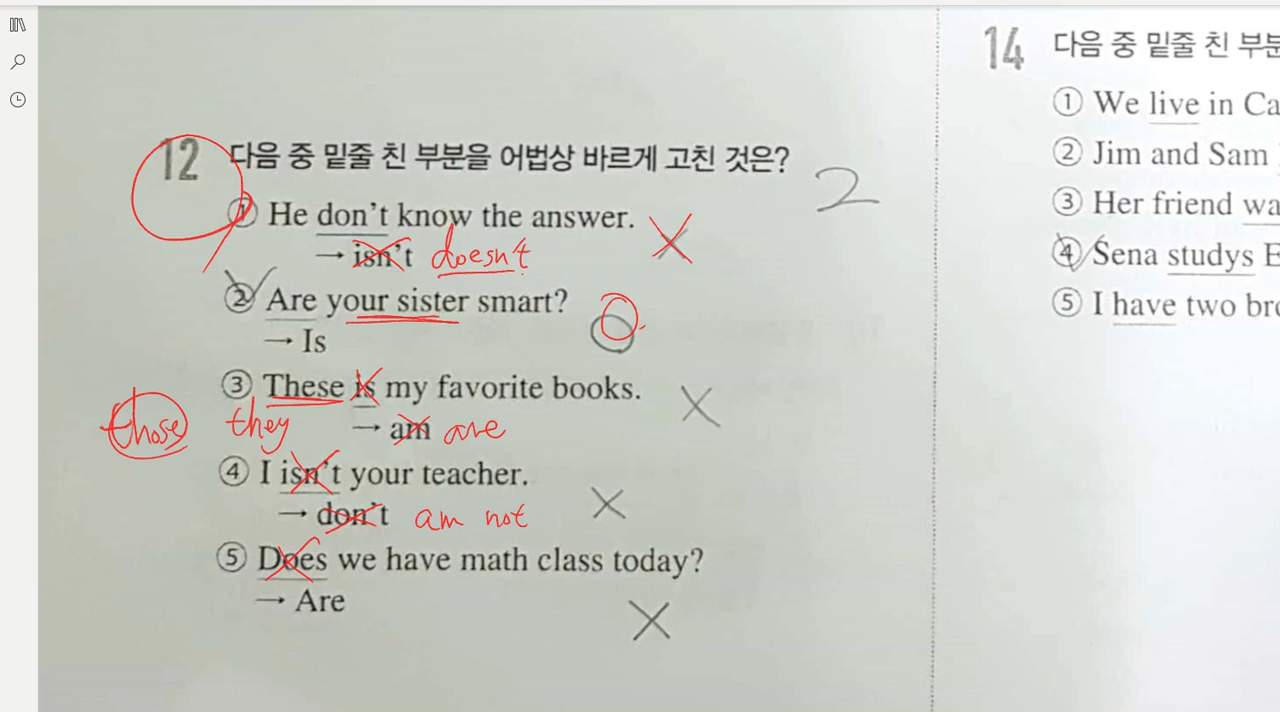 12 다음 중 밑줄 친 부분을 어법상 바르게 고친 것은?
2
① He don't know the answer.
→ isn't doesn't
② Are your sister smart?
→ Is
③ These is my favorite books.
those they → am are
④ I isn't your teacher.
→ don't am not
⑤ Does we have math class today?
→ Are
14 다음 중 밑줄 친 부분
① We live in Ca
② Jim and Sam
③ Her friend wa
④ Sena studys E
⑤ I have two bro